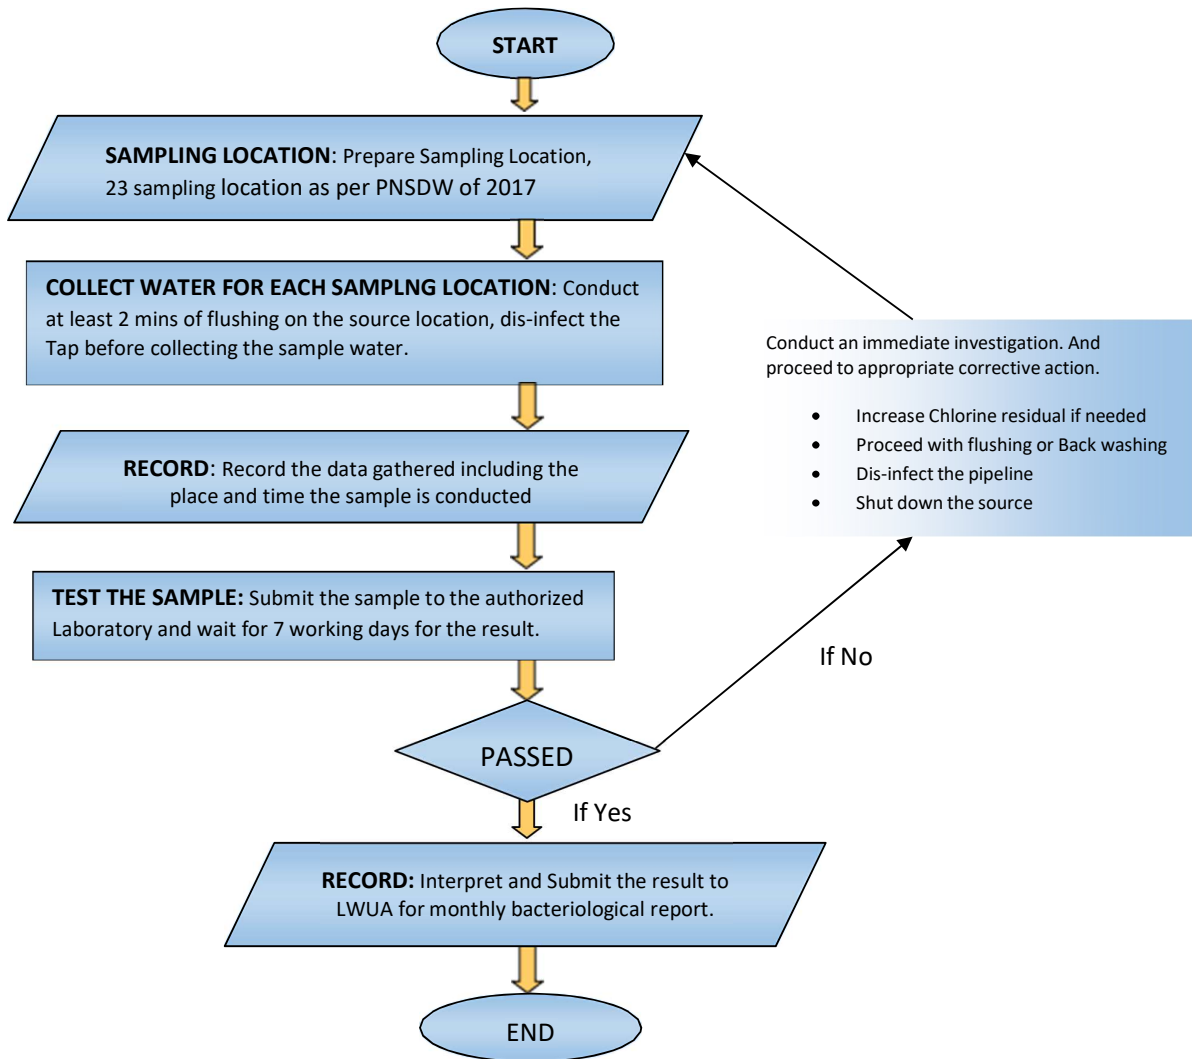 START
SAMPLING LOCATION: Prepare Sampling Location,
23 sampling location as per PNSDW of 2017
COLLECT WATER FOR EACH SAMPLNG LOCATION: Conduct
at least 2 mins of flushing on the source location, dis-infect the
Tap before collecting the sample water.
RECORD: Record the data gathered including the
place and time the sample is conducted
TEST THE SAMPLE: Submit the sample to the authorized
Laboratory and wait for 7 working days for the result.
PASSED
If No
Conduct an immediate investigation. And
proceed to appropriate corrective action.
• Increase Chlorine residual if needed
• Proceed with flushing or Back washing
• Dis-infect the pipeline
• Shut down the source
If Yes
RECORD: Interpret and Submit the result to
LWUA for monthly bacteriological report.
END